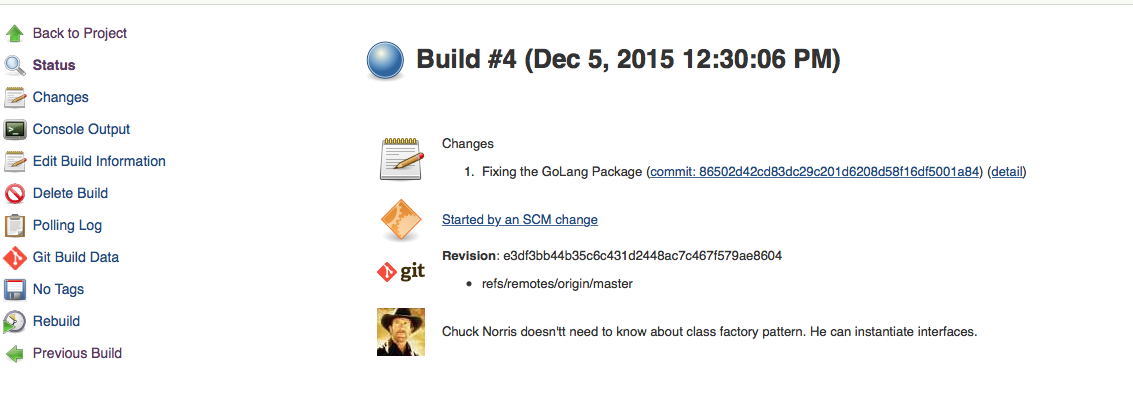 Back to Project
Status
Changes
Console Output
Edit Build Information
Delete Build
Polling Log
Git Build Data
No Tags
Rebuild
Previous Build
Build #4 (Dec 5, 2015 12:30:06 PM)
Changes
1. Fixing the GoLang Package (commit: 86502d42cd83dc29c201d6208d58f16df5001a84) (detail)
Started by an SCM change
git
Revision: e3df3bb44b35c6c431d2448ac7c467f579ae8604
• refs/remotes/origin/master
Chuck Norris doesn'tt need to know about class factory pattern. He can instantiate interfaces.